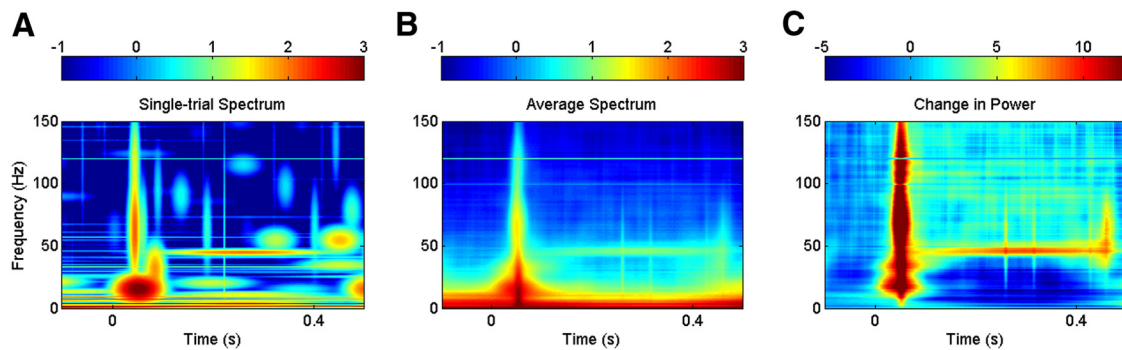 A
B
C
-1 0 1 2 3
-1 0 1 2 3
-5 0 5 10
Single-trial Spectrum
Average Spectrum
Change in Power
150
100
50
0
150
100
50
0
150
100
50
0
Frequency (Hz)
0 0.4
0 0.4
0 0.4
Time (s)
Time (s)
Time (s)